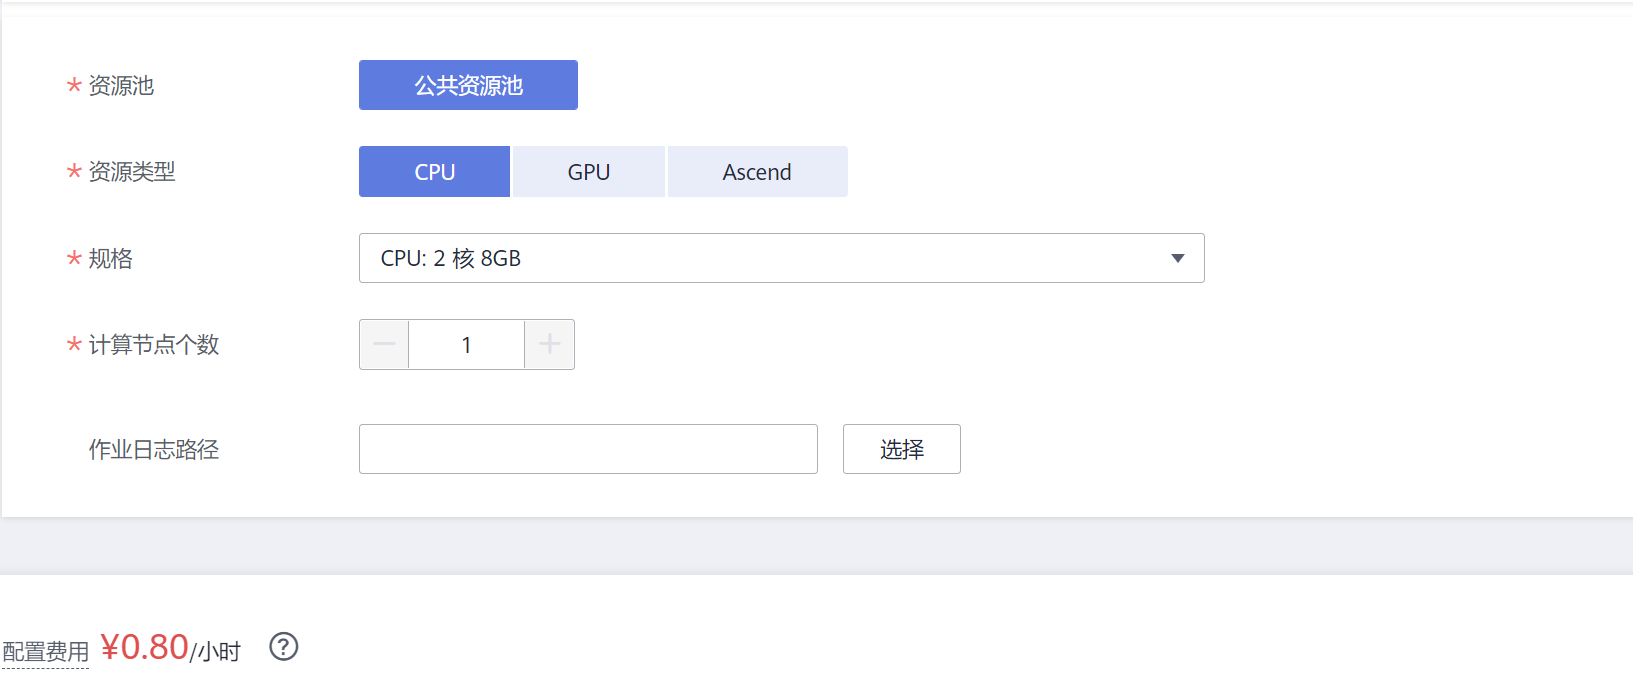 * 资源池 公共资源池
* 资源类型 CPU GPU Ascend
* 规格 CPU: 2 核 8GB
* 计算节点个数 — 1 +
作业日志路径 选择
配置费用 ¥0.80/小时 ?